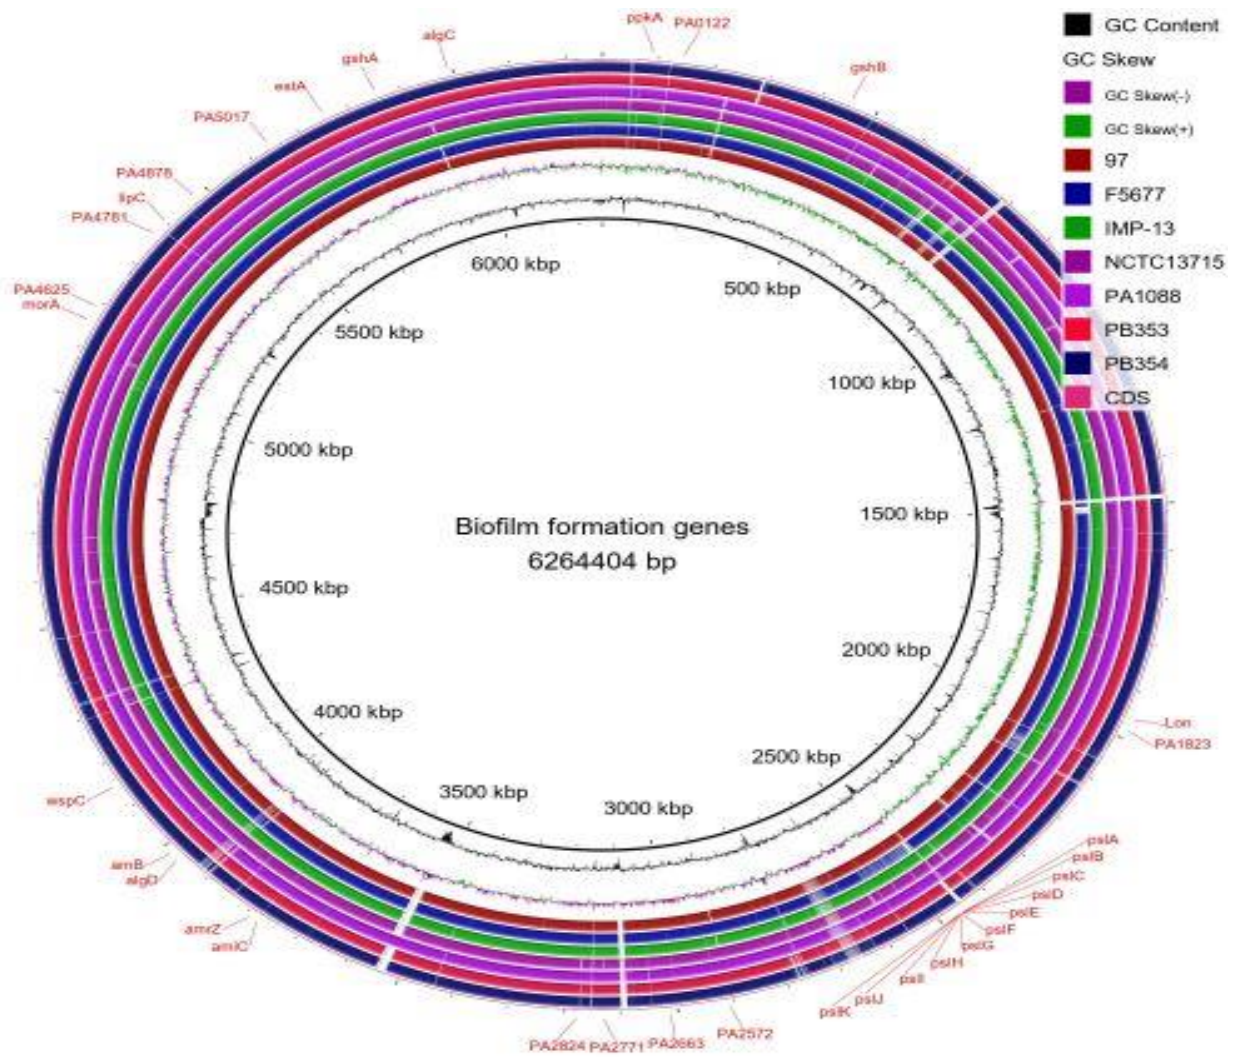 ppkA
PA0122
algC
gshA
gshB
estA
PA5017
PA4878
lipC
PA4781
PA4625
morA
GC Content
GC Skew
GC Skew(-)
GC Skew(+)
97
F5677
IMP-13
NCTC13715
PA1088
PB353
PB354
CDS
6000 kbp
500 kbp
5500 kbp
1000 kbp
5000 kbp
1500 kbp
Biofilm formation genes
6264404 bp
4500 kbp
2000 kbp
4000 kbp
2500 kbp
3500 kbp
3000 kbp
Lon
PA1823
wspC
arnB
algD
amrZ
amiC
pslA
pslB
pslC
pslD
pslE
pslF
pslG
pslH
pslI
pslJ
pslK
PA2572
PA2663
PA2771
PA2824